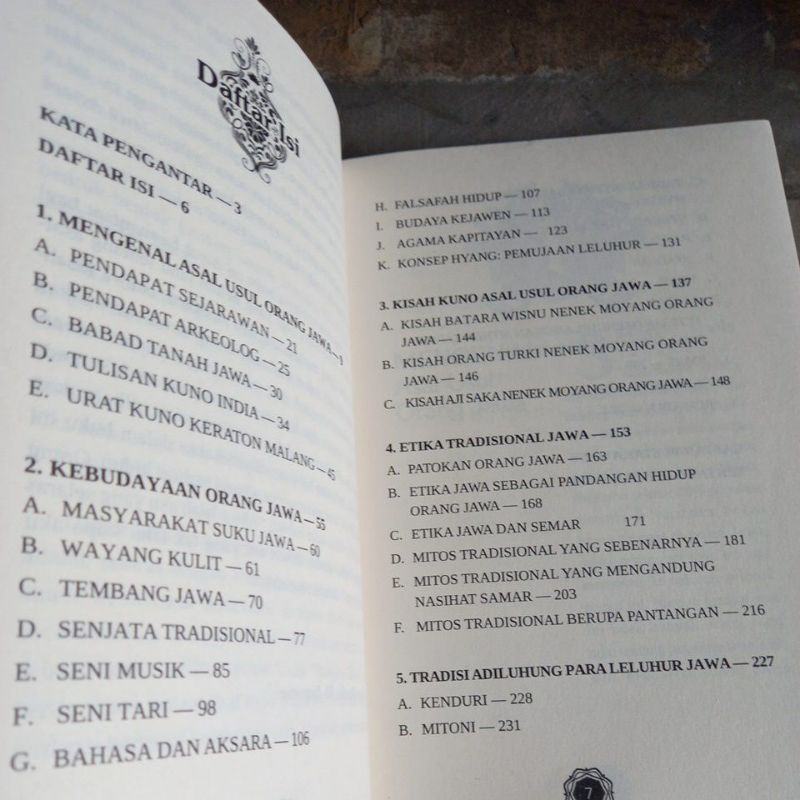 Daftar Isi
KATA PENGANTAR — 3
DAFTAR ISI — 6
1. MENGENAL ASAL USUL ORANG JAWA — 9
A. PENDAPAT SEJARAWAN — 21
B. PENDAPAT ARKEOLOG — 25
C. BABAD TANAH JAWA — 30
D. TULISAN KUNO INDIA — 34
E. URAT KUNO KERATON MALANG — 45
2. KEBUDAYAAN ORANG JAWA — 55
A. MASYARAKAT SUKU JAWA — 60
B. WAYANG KULIT — 61
C. TEMBANG JAWA — 70
D. SENJATA TRADISIONAL — 77
E. SENI MUSIK — 85
F. SENI TARI — 98
G. BAHASA DAN AKSARA — 106
H. FALSAFAH HIDUP — 107
I. BUDAYA KEJAWEN — 113
J. AGAMA KAPITAYAN — 123
K. KONSEP HYANG: PEMUJAAN LELUHUR — 131
3. KISAH KUNO ASAL USUL ORANG JAWA — 137
A. KISAH BATARA WISNU NENEK MOYANG ORANG
JAWA — 144
B. KISAH ORANG TURKI NENEK MOYANG ORANG
JAWA — 146
C. KISAH AJI SAKA NENEK MOYANG ORANG JAWA — 148
4. ETIKA TRADISIONAL JAWA — 153
A. PATOKAN ORANG JAWA — 163
B. ETIKA JAWA SEBAGAI PANDANGAN HIDUP
ORANG JAWA — 168
C. ETIKA JAWA DAN SEMAR 171
D. MITOS TRADISIONAL YANG SEBENARNYA — 181
E. MITOS TRADISIONAL YANG MENGANDUNG
NASIHAT SAMAR — 203
F. MITOS TRADISIONAL BERUPA PANTANGAN — 216
5. TRADISI ADILUHUNG PARA LELUHUR JAWA — 227
A. KENDURI — 228
B. MITONI — 231
7